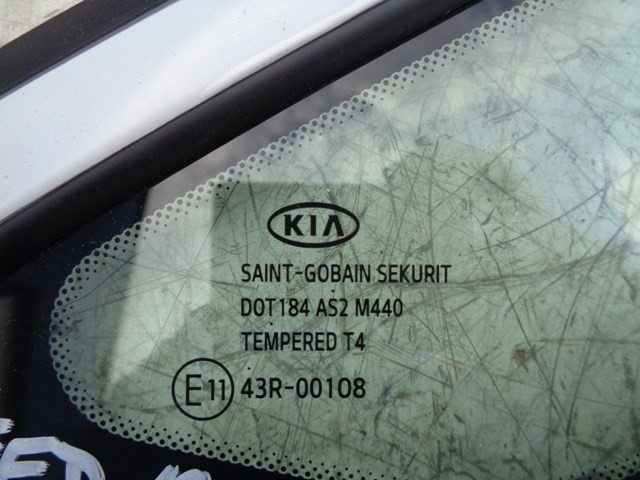 KIA
SAINT-GOBAIN SEKURIT
DOT184 AS2 M440
TEMPERED T4
E11 43R-00108